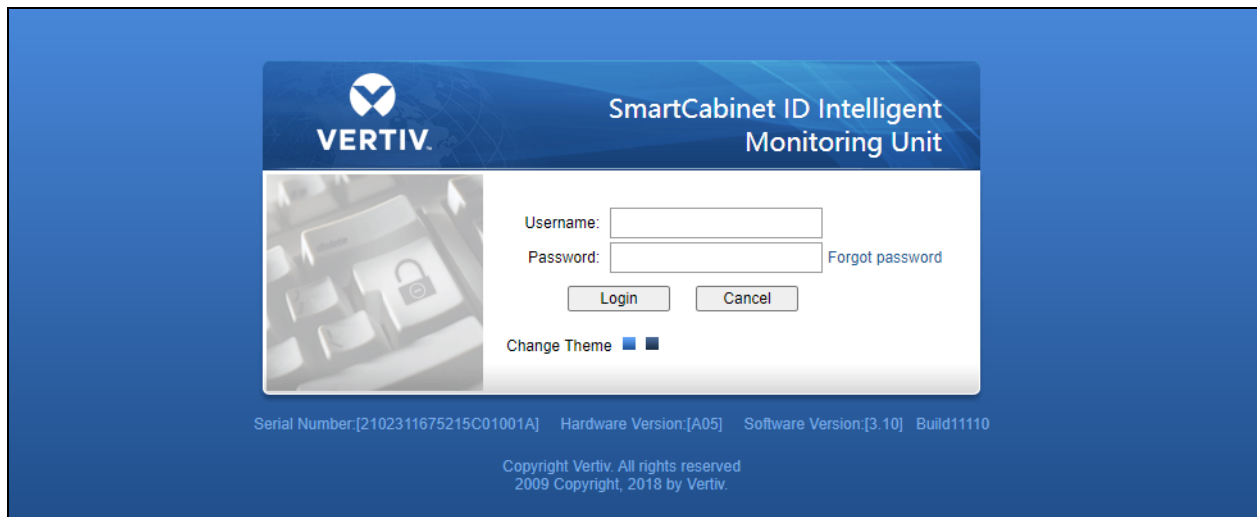 VERTIV.
SmartCabinet ID Intelligent
Monitoring Unit
Username:
Password:
Forgot password
Login
Cancel
Change Theme
Serial Number:[2102311675215C01001A] Hardware Version:[A05] Software Version:[3.10] Build11110
Copyright Vertiv. All rights reserved
2009 Copyright, 2018 by Vertiv.